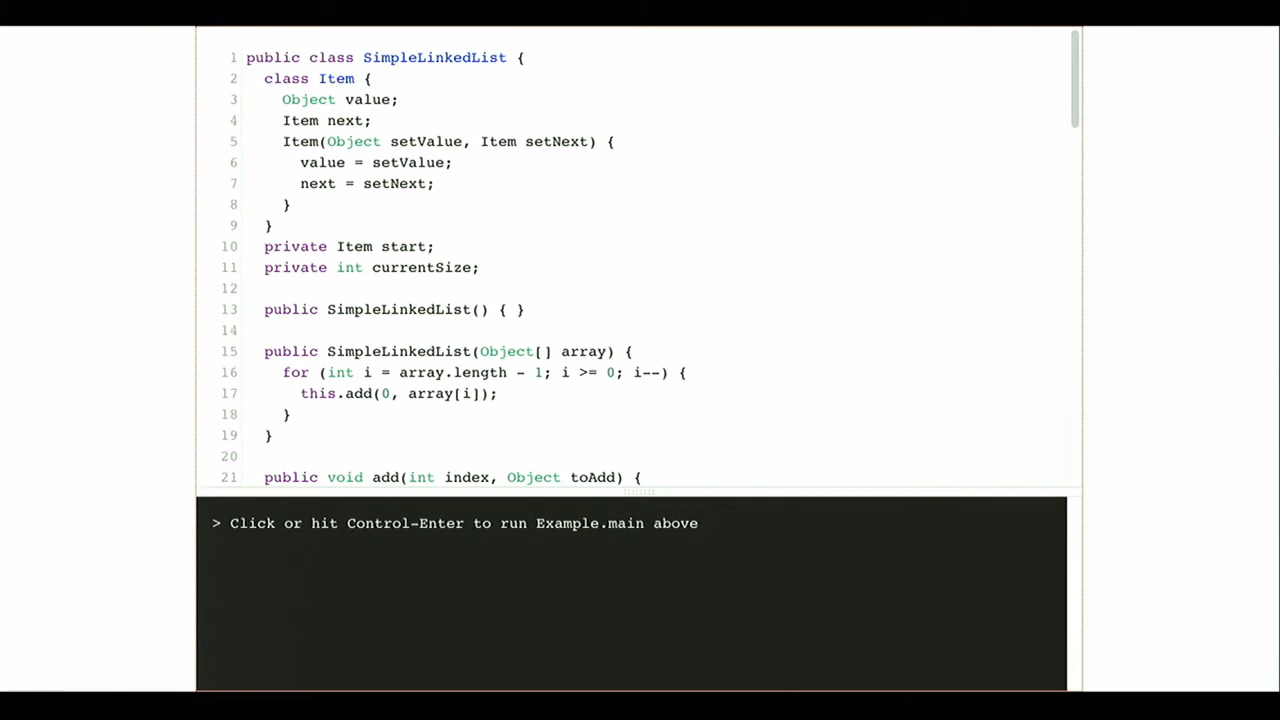 1 public class SimpleLinkedList {
2 class Item {
3 Object value;
4 Item next;
5 Item(Object setValue, Item setNext) {
6 value = setValue;
7 next = setNext;
8 }
9 }
10 private Item start;
11 private int currentSize;
12
13 public SimpleLinkedList() { }
14
15 public SimpleLinkedList(Object[] array) {
16 for (int i = array.length - 1; i >= 0; i--) {
17 this.add(0, array[i]);
18 }
19 }
20
21 public void add(int index, Object toAdd) {
> Click or hit Control-Enter to run Example.main above